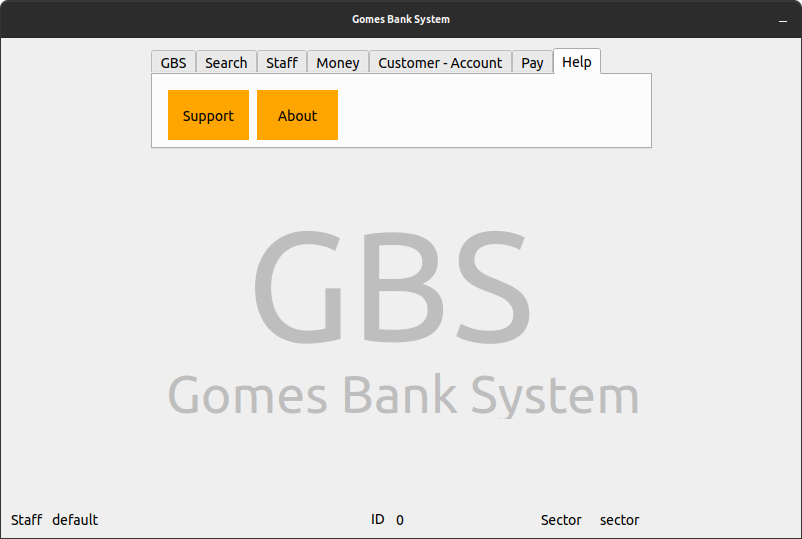 Gomes Bank System
GBS Search Staff Money Customer - Account Pay Help
Support About
GBS
Gomes Bank System
Staff default ID 0 Sector sector